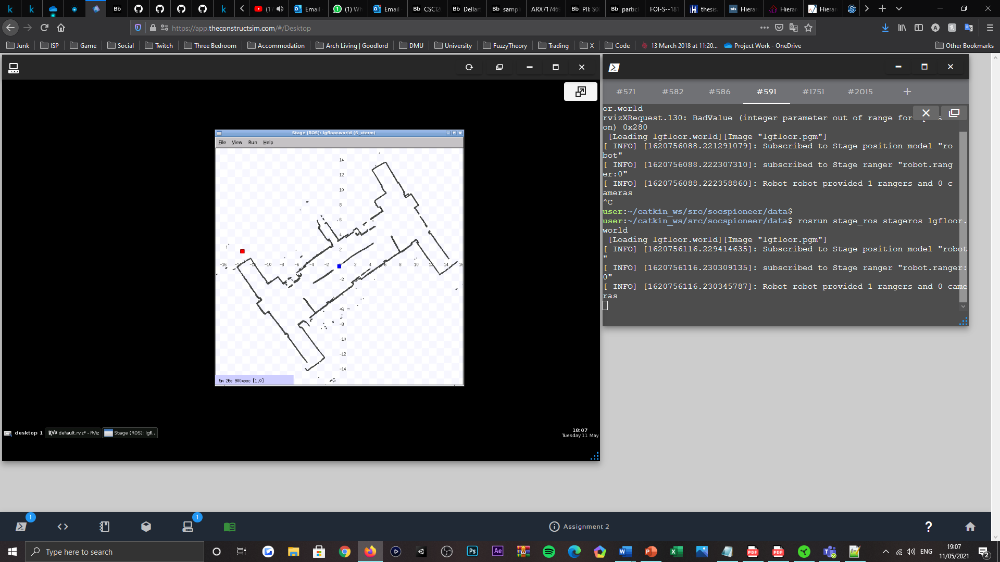 (17
Email
(1) Wh
Email
Bb CSCI20
Bb Dellart
Bb sampl
ARX71746
Bb PII: S0
Bb particl
FOI-S--181
thesis.
tds Hierar
Hierar
Hierar
https://app.theconstructsim.com/#/Desktop
Junk
ISP
Game
Social
Twitch
Three Bedroom
Accommodation
Arch Living | Goodlord
DMU
University
FuzzyTheory
Trading
X
Code
13 March 2018 at 11:20...
Project Work - OneDrive
Other Bookmarks
Stage (ROS): lgfloor.world (6_xterm)
File View Run Help
14
12
10
8
6
4
2
-16 -14 -12 -10 -8 -6 -4 -2 2 4 6 8 10 12 14 16
-2
-4
-6
-8
-10
-12
-14
5m 26s 900msec [1.0]
desktop 1
RViz default.rviz* - RViz
Stage (ROS): lgfl...
18:07
Tuesday 11 May
#571 #582 #586 #591 #1751 #2015 +
or.world
rvizXRequest.130: BadValue (integer parameter out of range for
on) 0x280
[Loading lgfloor.world][Image "lgfloor.pgm"]
[ INFO] [1620756088.221291079]: Subscribed to Stage position model "ro
bot"
[ INFO] [1620756088.222307310]: subscribed to Stage ranger "robot.rang
er:0"
[ INFO] [1620756088.222358860]: Robot robot provided 1 rangers and 0 c
ameras
^C
user:~/catkin_ws/src/socspioneer/data$
user:~/catkin_ws/src/socspioneer/data$ rosrun stage_ros stageros lgfloor.
world
[Loading lgfloor.world][Image "lgfloor.pgm"]
[ INFO] [1620756116.229414635]: Subscribed to Stage position model "robot
"
[ INFO] [1620756116.230309135]: subscribed to Stage ranger "robot.ranger:
0"
[ INFO] [1620756116.230345787]: Robot robot provided 1 rangers and 0 came
ras
1
1
Assignment 2
?
Type here to search
Ps
Ae
ENG
19:07
11/05/2021
2